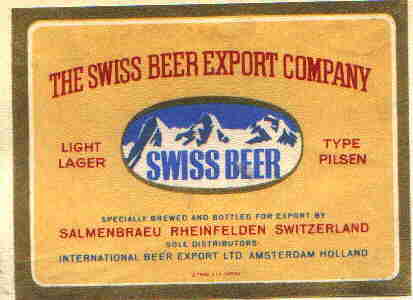 THE SWISS BEER EXPORT COMPANY
LIGHT LAGER
SWISS BEER
TYPE PILSEN
SPECIALLY BREWED AND BOTTLED FOR EXPORT BY
SALMENBRAEU RHEINFELDEN SWITZERLAND
SOLE DISTRIBUTORS:
INTERNATIONAL BEER EXPORT LTD. AMSTERDAM HOLLAND